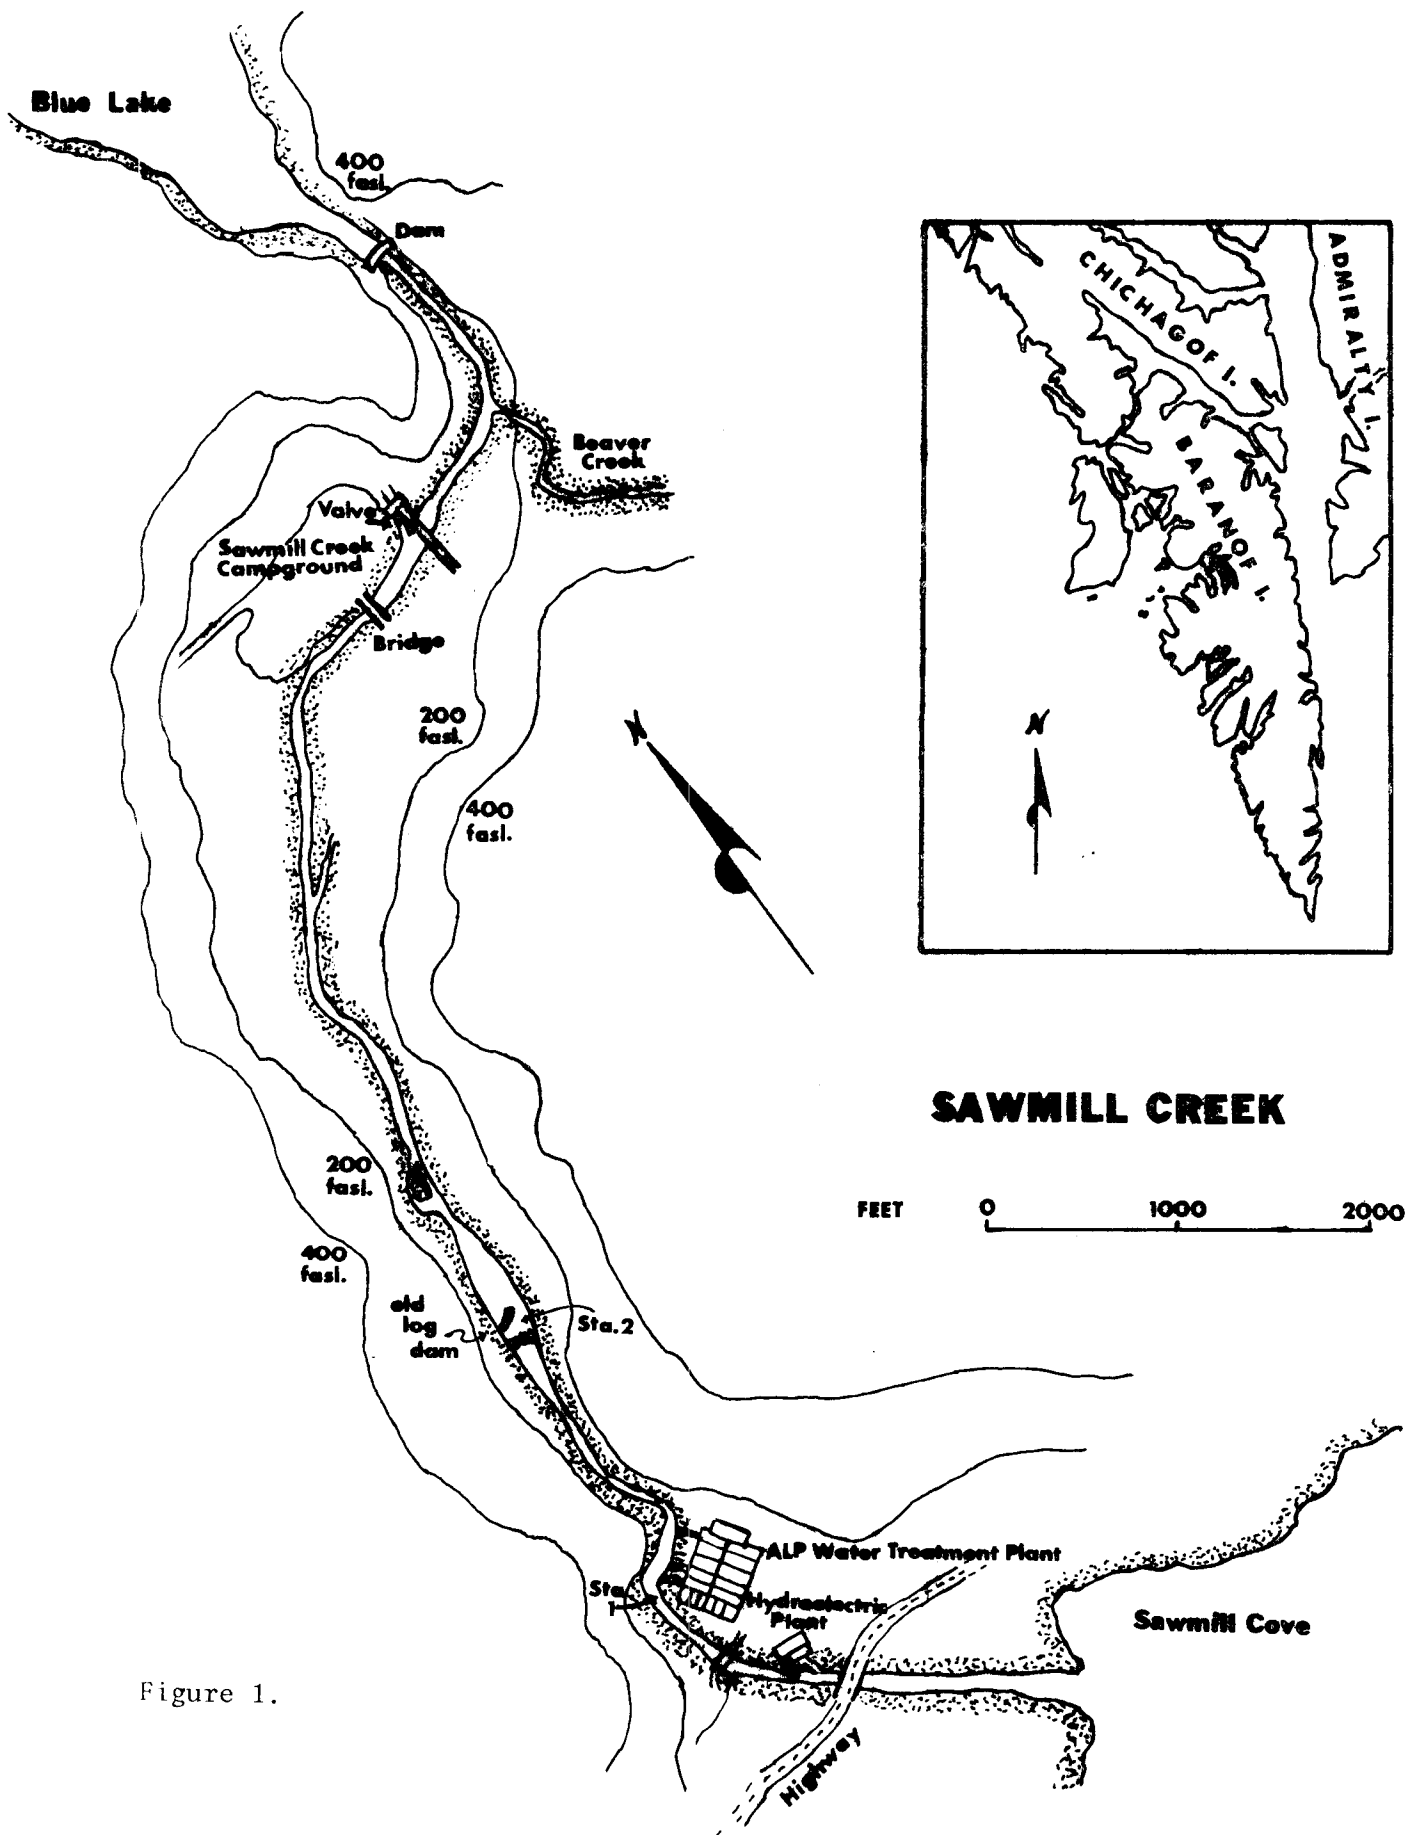 Blue Lake
400
fasl.
Dam
Beaver
Creek
Valve
Sawmill Creek
Campground
Bridge
200
fasl.
400
fasl.
N
CHICHAGOF I.
ADMIRALTY I.
BARANOF I.
N
SAWMILL CREEK
FEET 0 1000 2000
200
fasl.
400
fasl.
old
log
dam
Sta. 2
ALP Water Treatment Plant
Sta.
1
Hydroelectric
Plant
Sawmill Cove
Highway
Figure 1.